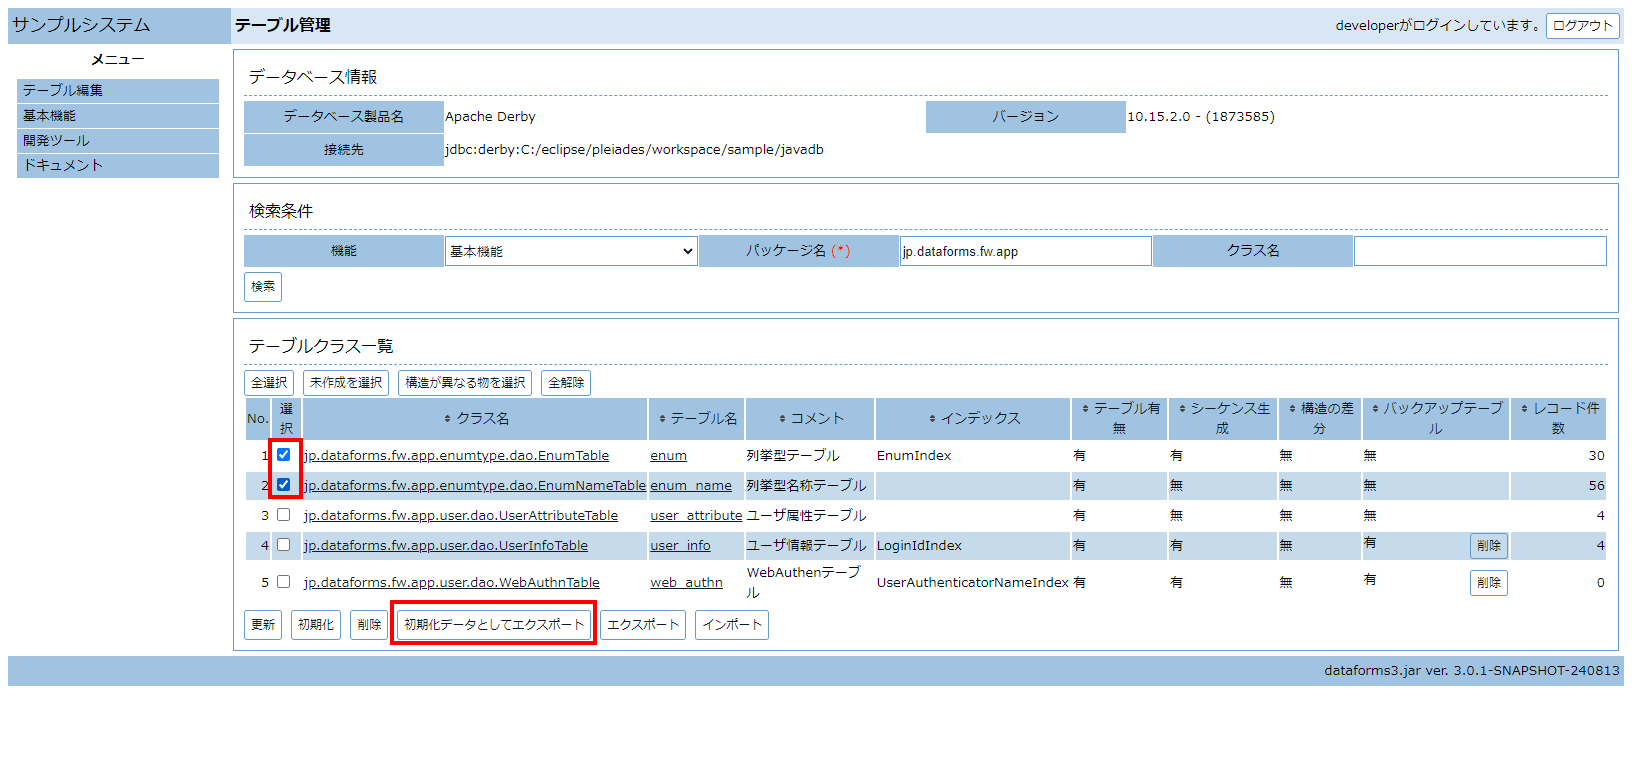 サンプルシステム
テーブル管理
developerがログインしています。 ログアウト
メニュー
テーブル編集
基本機能
開発ツール
ドキュメント
データベース情報
データベース製品名 Apache Derby バージョン 10.15.2.0 - (1873585)
接続先 jdbc:derby:C:/eclipse/pleiades/workspace/sample/javadb
検索条件
機能 基本機能 パッケージ名 (*) jp.dataforms.fw.app クラス名
検索
テーブルクラス一覧
全選択 未作成を選択 構造が異なる物を選択 全解除
No. 選択 クラス名 テーブル名 コメント インデックス テーブル有無 シーケンス生成 構造の差分 バックアップテーブル レコード件数
1 jp.dataforms.fw.app.enumtype.dao.EnumTable enum 列挙型テーブル EnumIndex 有 有 無 無 30
2 jp.dataforms.fw.app.enumtype.dao.EnumNameTable enum_name 列挙型名称テーブル 有 無 無 無 56
3 jp.dataforms.fw.app.user.dao.UserAttributeTable user_attribute ユーザ属性テーブル 有 無 無 無 4
4 jp.dataforms.fw.app.user.dao.UserInfoTable user_info ユーザ情報テーブル LoginIdIndex 有 有 無 有 削除 4
5 jp.dataforms.fw.app.user.dao.WebAuthnTable web_authn WebAuthenテーブル UserAuthenticatorNameIndex 有 有 無 有 削除 0
更新 初期化 削除 初期化データとしてエクスポート エクスポート インポート
dataforms3.jar ver. 3.0.1-SNAPSHOT-240813